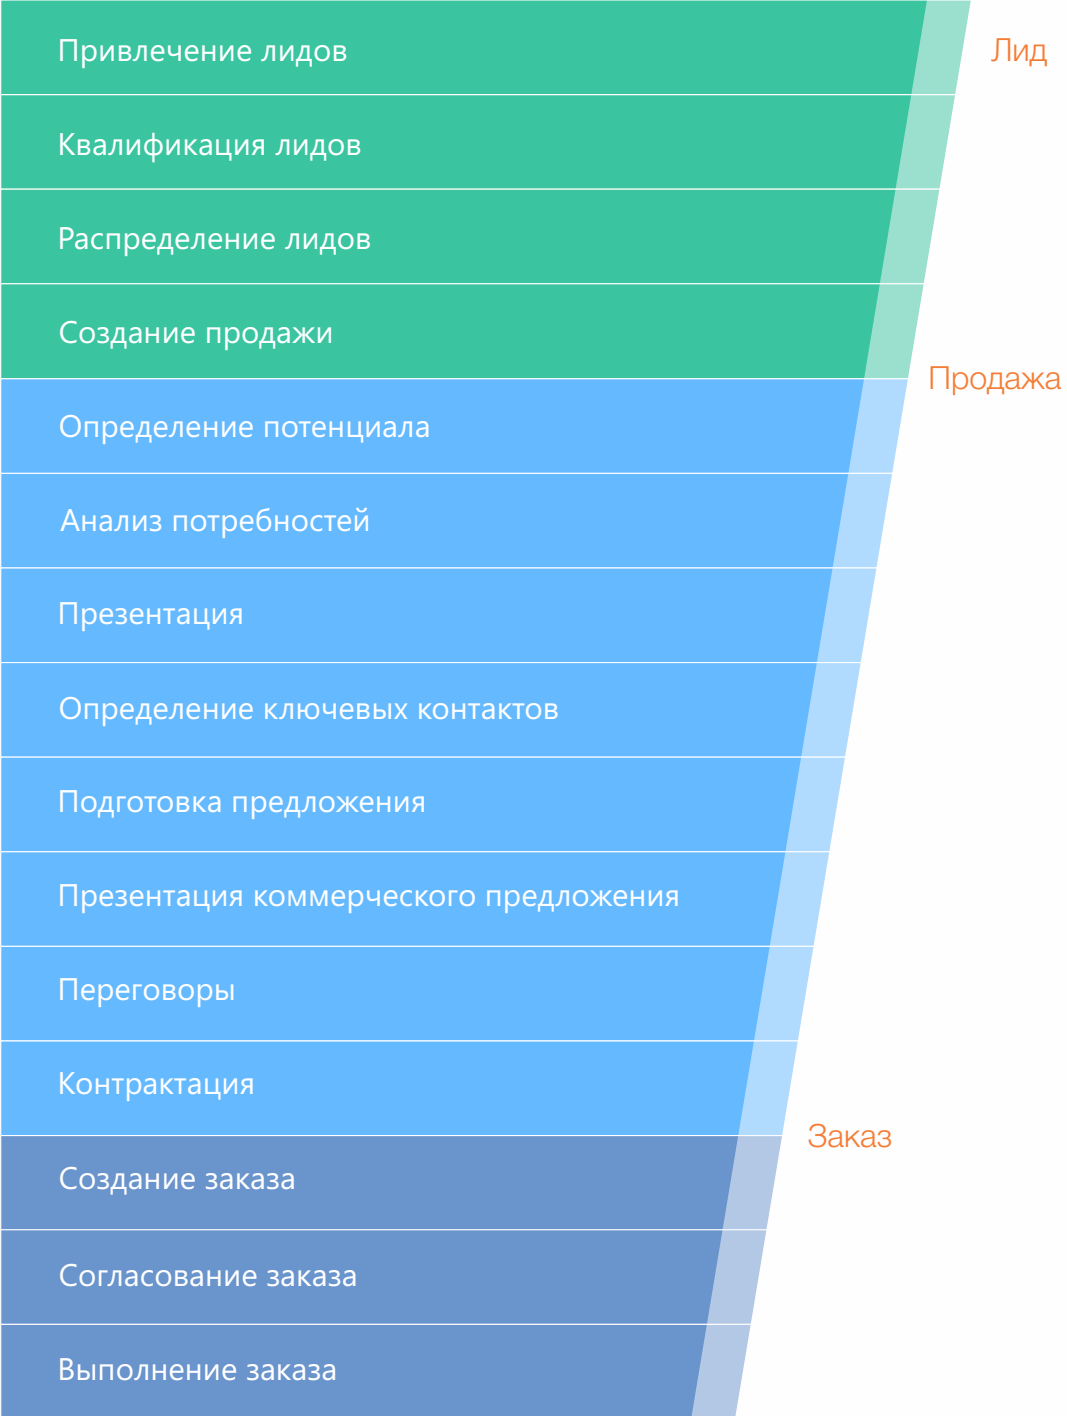 Привлечение лидов
Лид
Квалификация лидов
Распределение лидов
Создание продажи
Продажа
Определение потенциала
Анализ потребностей
Презентация
Определение ключевых контактов
Подготовка предложения
Презентация коммерческого предложения
Переговоры
Контрактация
Заказ
Создание заказа
Согласование заказа
Выполнение заказа